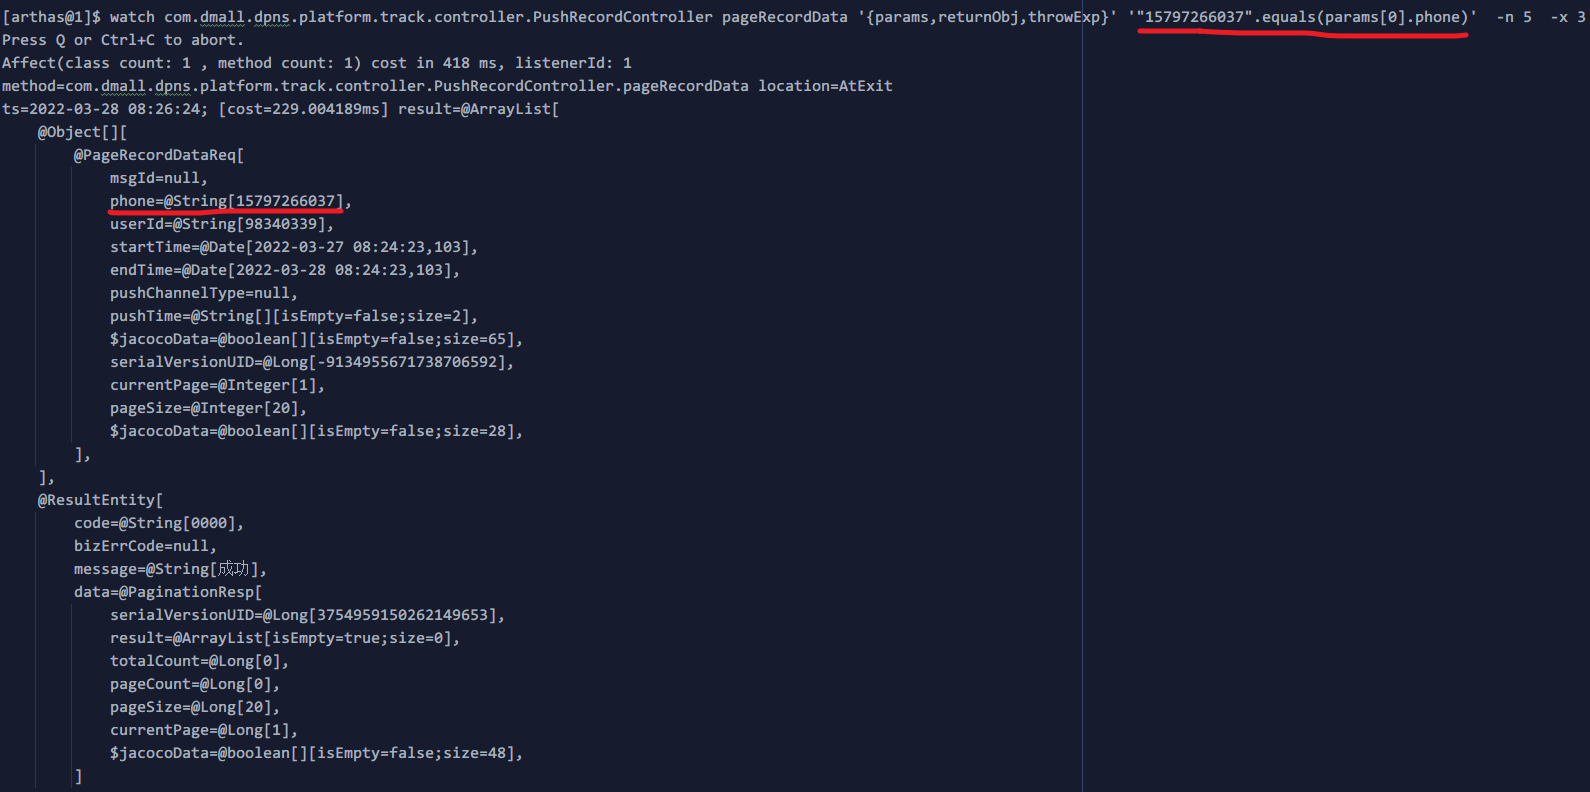 [arthas@1]$ watch com.dmall.dpns.platform.track.controller.PushRecordController pageRecordData '{params,returnObj,throwExp}' '"15797266037".equals(params[0].phone)'  -n 5  -x 3
Press Q or Ctrl+C to abort.
Affect(class count: 1 , method count: 1) cost in 418 ms, listenerId: 1
method=com.dmall.dpns.platform.track.controller.PushRecordController.pageRecordData location=AtExit
ts=2022-03-28 08:26:24; [cost=229.004189ms] result=@ArrayList[
    @Object[][
        @PageRecordDataReq[
            msgId=null,
            phone=@String[15797266037],
            userId=@String[98340339],
            startTime=@Date[2022-03-27 08:24:23,103],
            endTime=@Date[2022-03-28 08:24:23,103],
            pushChannelType=null,
            pushTime=@String[][isEmpty=false;size=2],
            $jacocoData=@boolean[][isEmpty=false;size=65],
            serialVersionUID=@Long[-9134955671738706592],
            currentPage=@Integer[1],
            pageSize=@Integer[20],
            $jacocoData=@boolean[][isEmpty=false;size=28],
        ],
    ],
    @ResultEntity[
        code=@String[0000],
        bizErrCode=null,
        message=@String[成功],
        data=@PaginationResp[
            serialVersionUID=@Long[3754959150262149653],
            result=@ArrayList[isEmpty=true;size=0],
            totalCount=@Long[0],
            pageCount=@Long[0],
            pageSize=@Long[20],
            currentPage=@Long[1],
            $jacocoData=@boolean[][isEmpty=false;size=48],
        ]